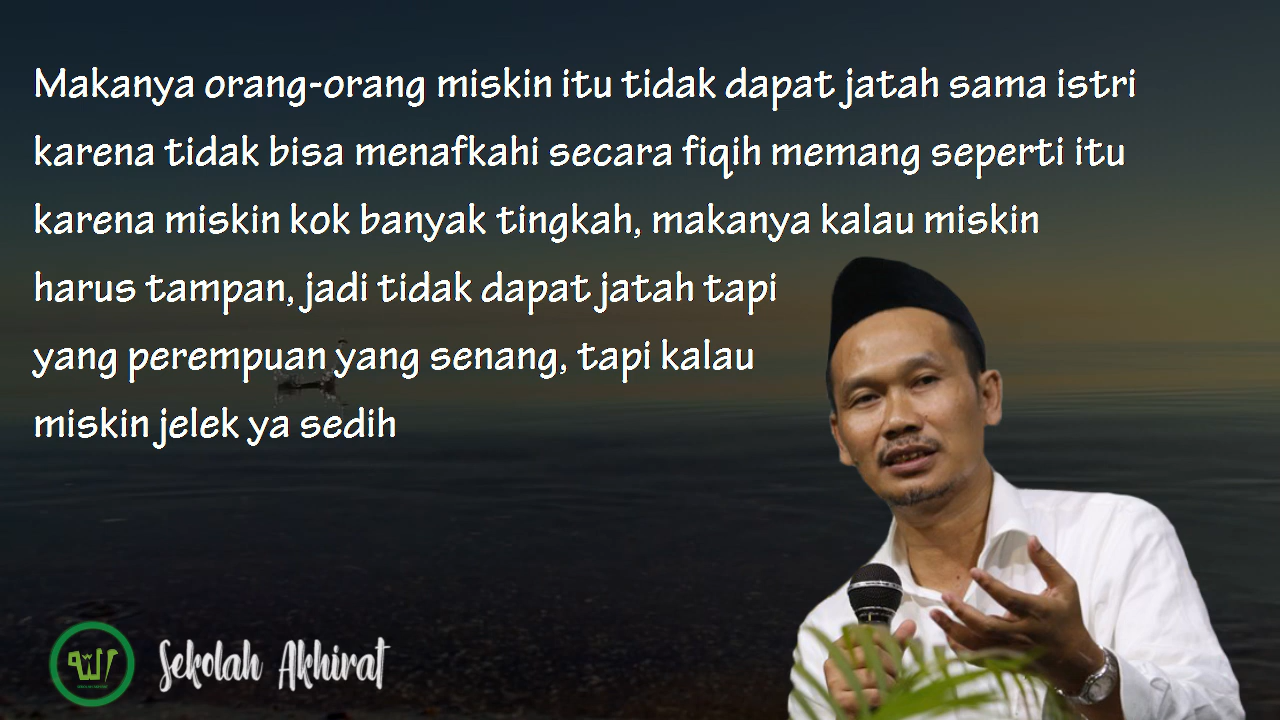 Makanya orang-orang miskin itu tidak dapat jatah sama istri
karena tidak bisa menafkahi secara fiqih memang seperti itu
karena miskin kok banyak tingkah, makanya kalau miskin
harus tampan, jadi tidak dapat jatah tapi
yang perempuan yang senang, tapi kalau
miskin jelek ya sedih
Sekolah Akhirat